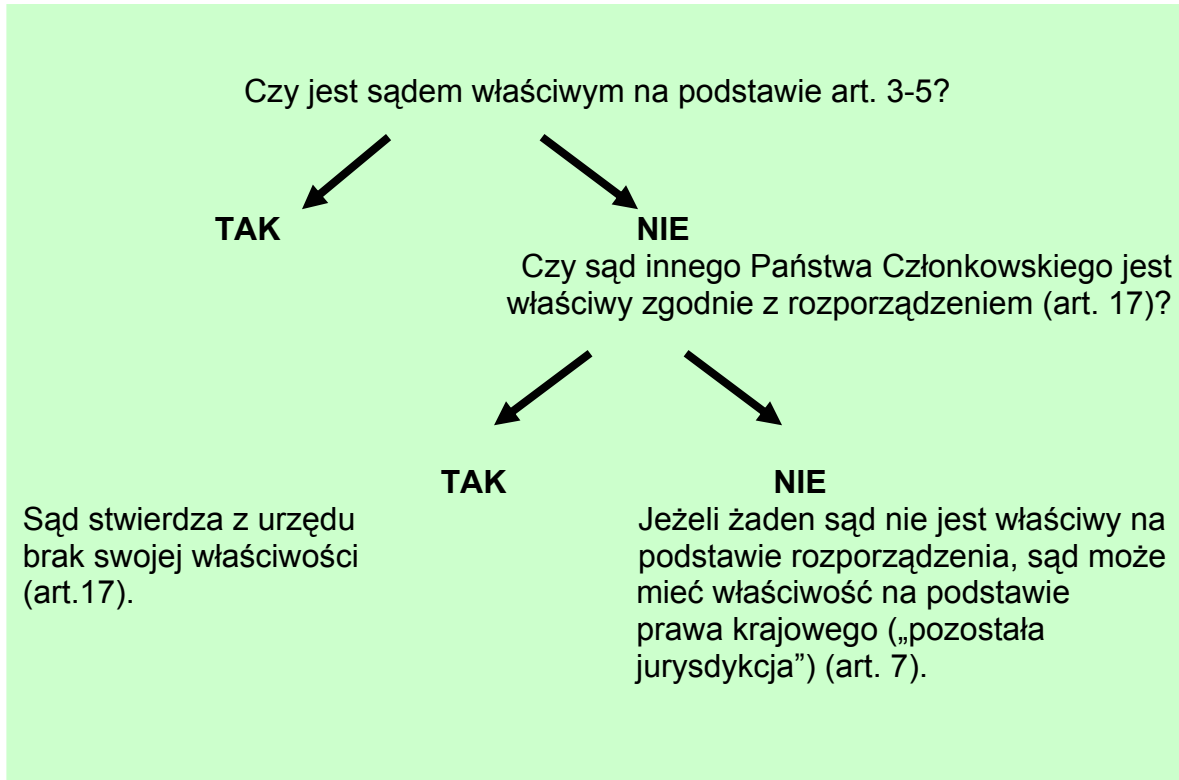 Czy jest sądem właściwym na podstawie art. 3-5?
TAK
NIE
Czy sąd innego Państwa Członkowskiego jest
właściwy zgodnie z rozporządzeniem (art. 17)?
TAK
Sąd stwierdza z urzędu
brak swojej właściwości
(art.17).
NIE
Jeżeli żaden sąd nie jest właściwy na
podstawie rozporządzenia, sąd może
mieć właściwość na podstawie
prawa krajowego („pozostała
jurysdykcja”) (art. 7).